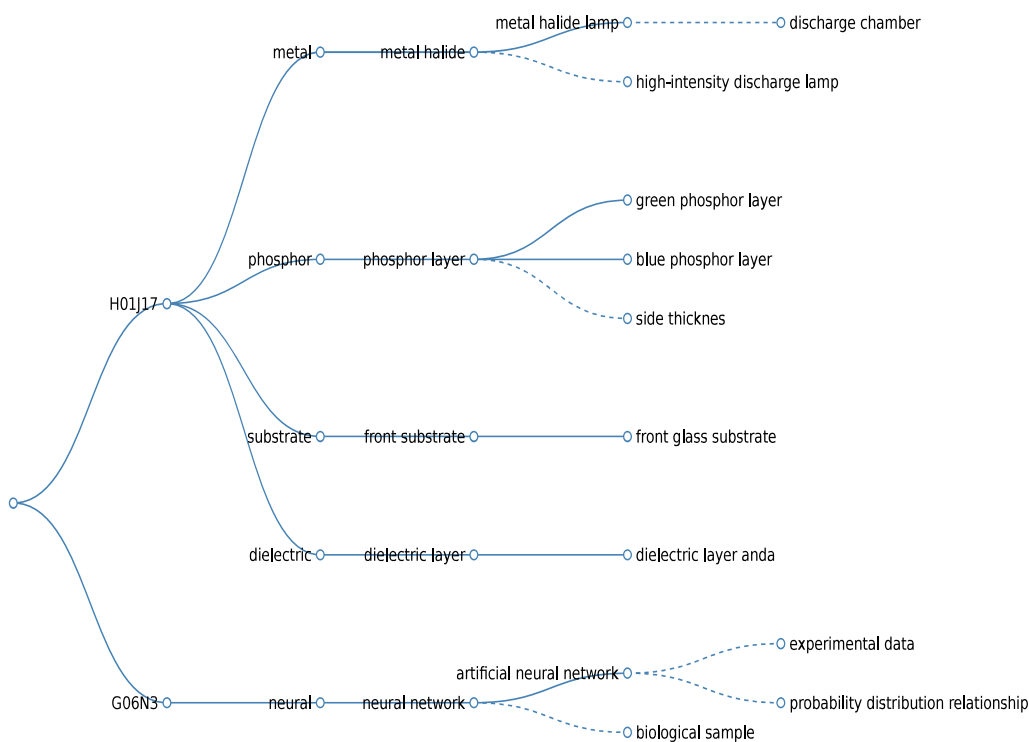 metal halide lamp
discharge chamber
metal
metal halide
high-intensity discharge lamp
green phosphor layer
phosphor
phosphor layer
blue phosphor layer
H01J17
side thicknes
substrate
front substrate
front glass substrate
dielectric
dielectric layer
dielectric layer anda
experimental data
artificial neural network
G06N3
neural
neural network
probability distribution relationship
biological sample